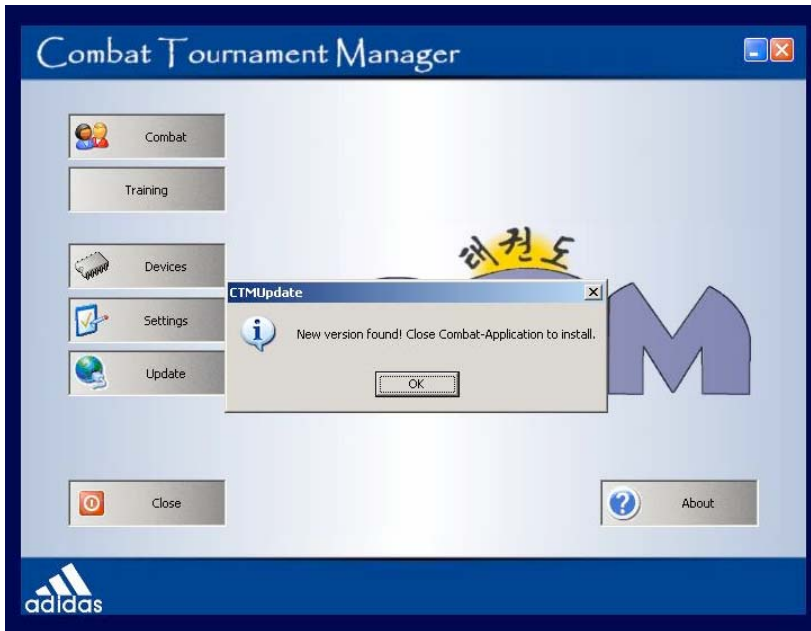 Combat Tournament Manager
Combat
Training
태권도
Devices
CTMUpdate
Settings
New version found! Close Combat-Application to install.
Update
OK
M
Close
About
adidas